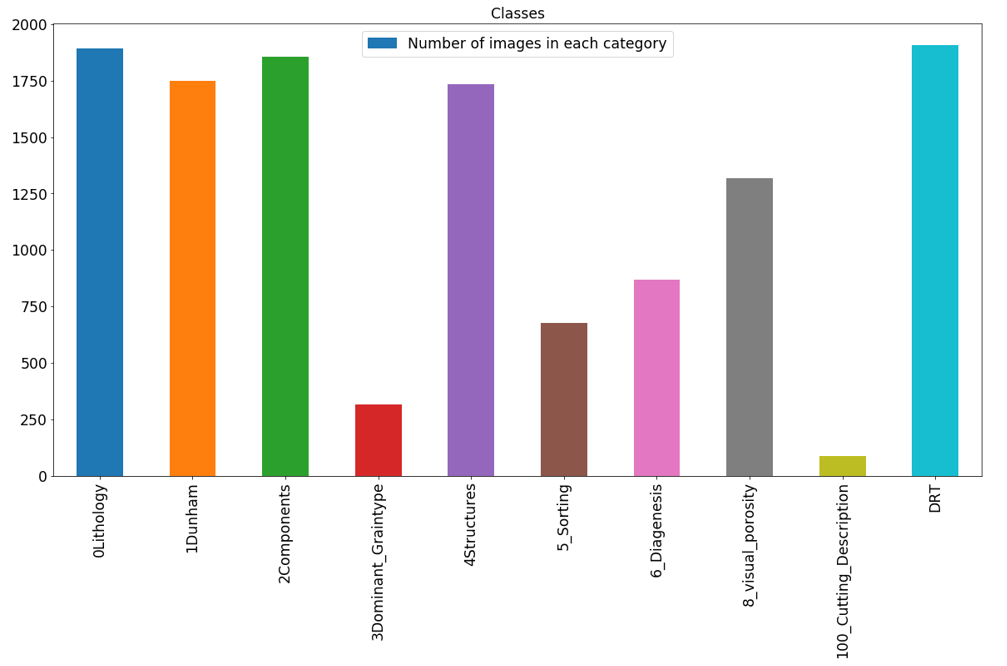 Classes
Number of images in each category
2000
1750
1500
1250
1000
750
500
250
0
0Lithology
1Dunham
2Components
3Dominant_Graintype
4Structures
5_Sorting
6_Diagenesis
8_visual_porosity
100_Cutting_Description
DRT